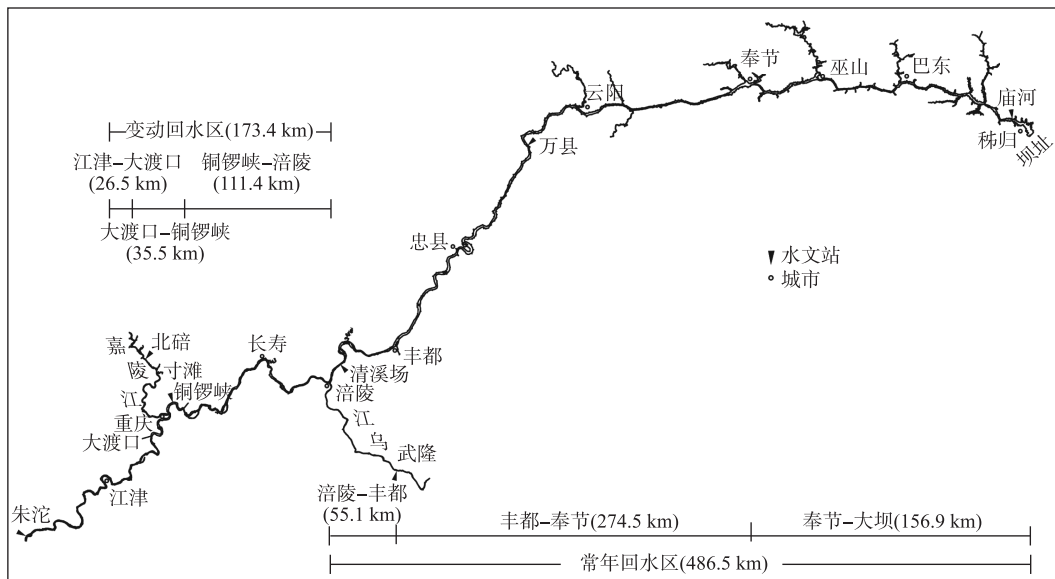 奉节
巫山
巴东
云阳
庙河
秭归
坝址
变动回水区(173.4 km)
万县
江津–大渡口
(26.5 km)
铜锣峡–涪陵
(111.4 km)
大渡口–铜锣峡
(35.5 km)
忠县
水文站
城市
嘉
陵
江
北碚
寸滩
铜锣峡
长寿
丰都
清溪场
涪陵
重庆
大渡口
江
乌
武隆
江津
朱沱
涪陵–丰都
(55.1 km)
丰都–奉节(274.5 km)
奉节–大坝(156.9 km)
常年回水区(486.5 km)